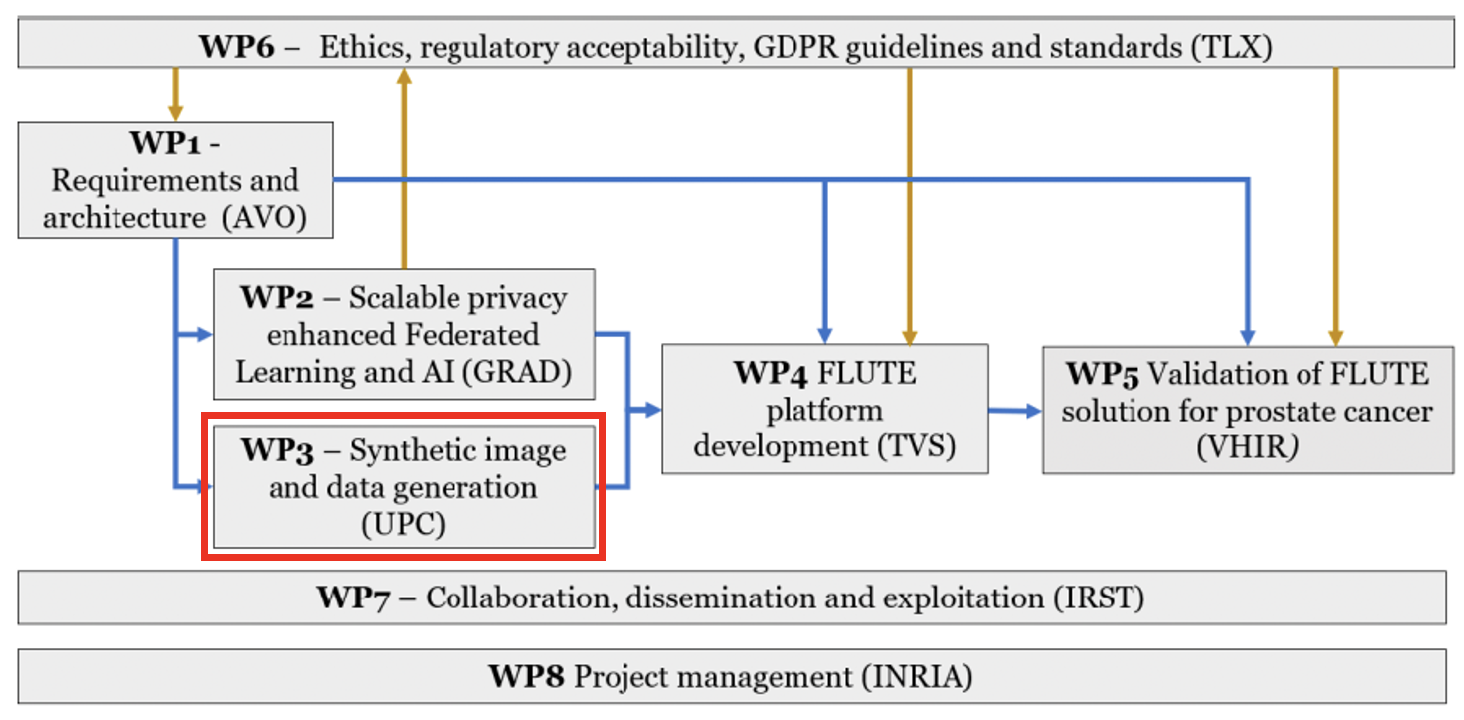 WP6 – Ethics, regulatory acceptability, GDPR guidelines and standards (TLX)
WP1 -
Requirements and
architecture (AVO)
WP2 – Scalable privacy
enhanced Federated
Learning and AI (GRAD)
WP3 – Synthetic image
and data generation
(UPC)
WP4 FLUTE
platform
development (TVS)
WP5 Validation of FLUTE
solution for prostate cancer
(VHIR)
WP7 – Collaboration, dissemination and exploitation (IRST)
WP8 Project management (INRIA)